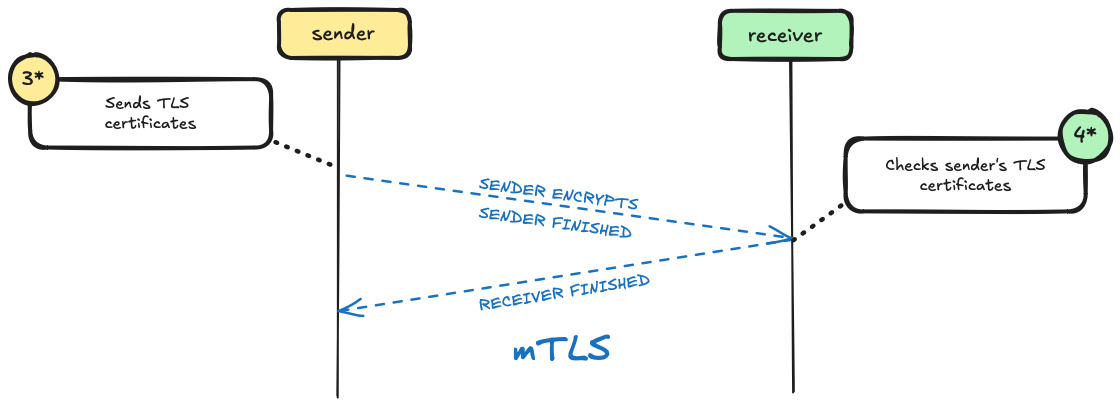 sender
receiver
3*
Sends TLS
certificates
4*
Checks sender's TLS
certificates
SENDER ENCRYPTS
SENDER FINISHED
RECEIVER FINISHED
mTLS